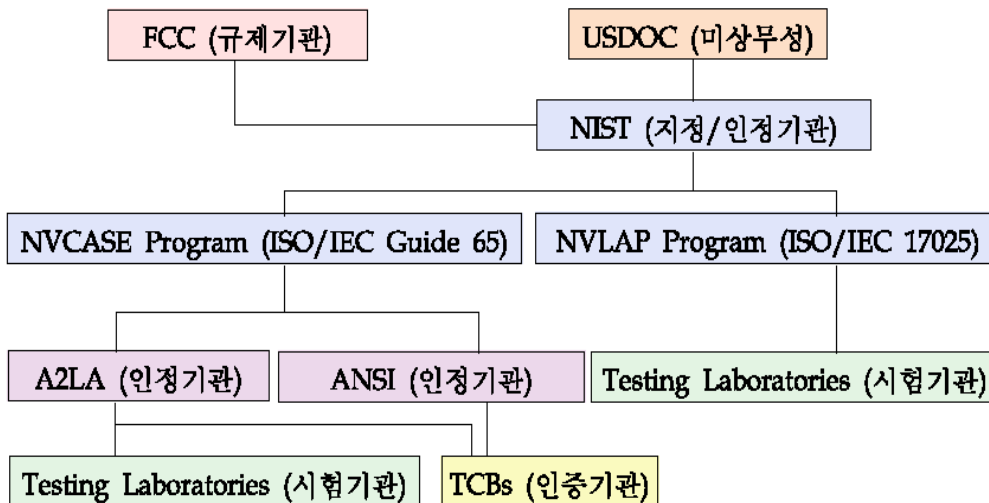 FCC (규제기관)
USDOC (미상무성)
NIST (지정/인정기관)
NVCASE Program (ISO/IEC Guide 65)
NVLAP Program (ISO/IEC 17025)
A2LA (인정기관)
ANSI (인정기관)
Testing Laboratories (시험기관)
Testing Laboratories (시험기관)
TCBs (인증기관)